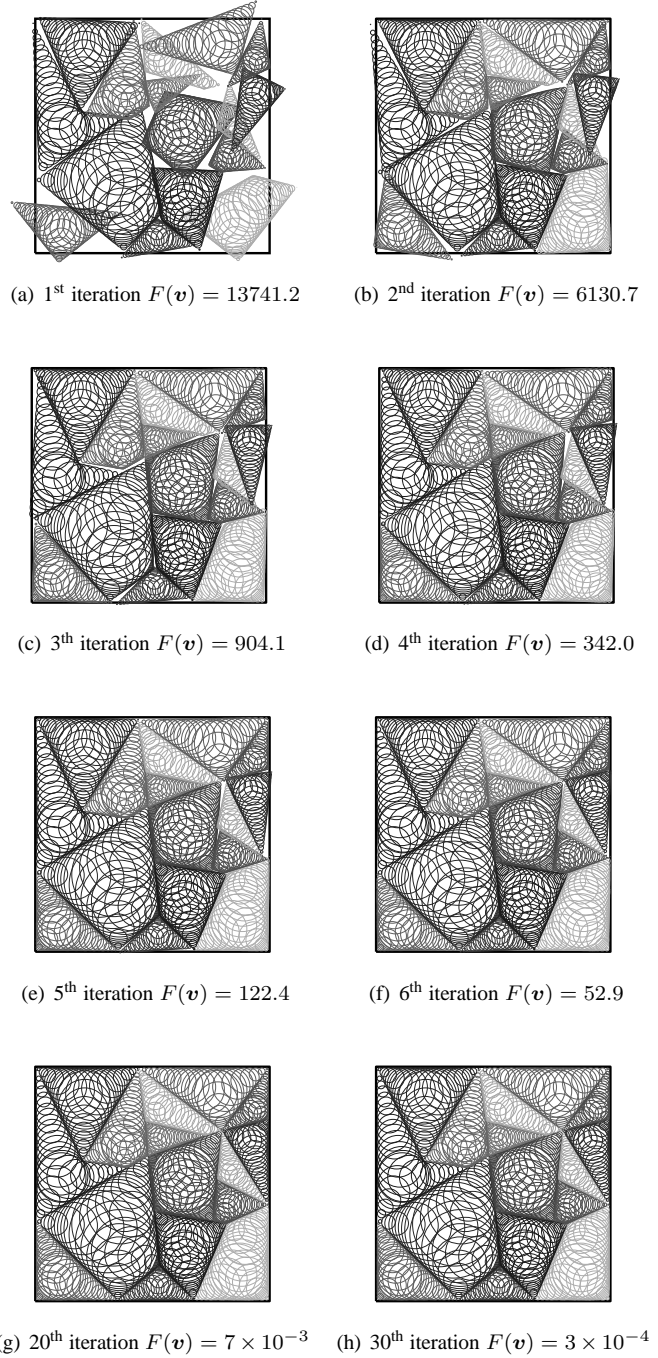 (a) 1st iteration F(v) = 13741.2
(b) 2nd iteration F(v) = 6130.7
(c) 3th iteration F(v) = 904.1
(d) 4th iteration F(v) = 342.0
(e) 5th iteration F(v) = 122.4
(f) 6th iteration F(v) = 52.9
g) 20th iteration F(v) = 7 × 10⁻³
(h) 30th iteration F(v) = 3 × 10⁻⁴